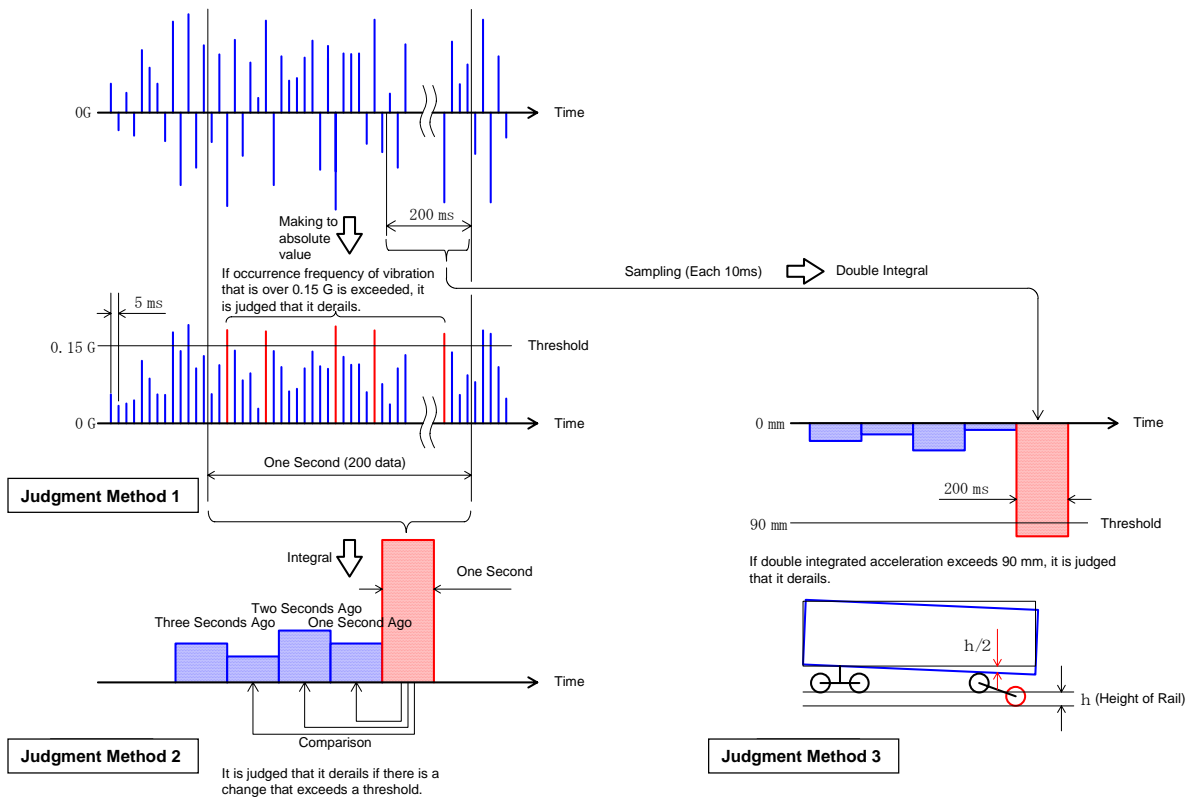 0G
Time
200 ms
Making to
absolute
value
If occurrence frequency of vibration
that is over 0.15 G is exceeded, it
is judged that it derails.
Sampling (Each 10ms)
Double Integral
5 ms
0.15 G
Threshold
0 G
Time
One Second (200 data)
Judgment Method 1
Integral
One Second
Two Seconds Ago
Three Seconds Ago
One Second Ago
Time
Comparison
Judgment Method 2
It is judged that it derails if there is a
change that exceeds a threshold.
0 mm
Time
200 ms
90 mm
Threshold
If double integrated acceleration exceeds 90 mm, it is judged
that it derails.
h/2
h (Height of Rail)
Judgment Method 3